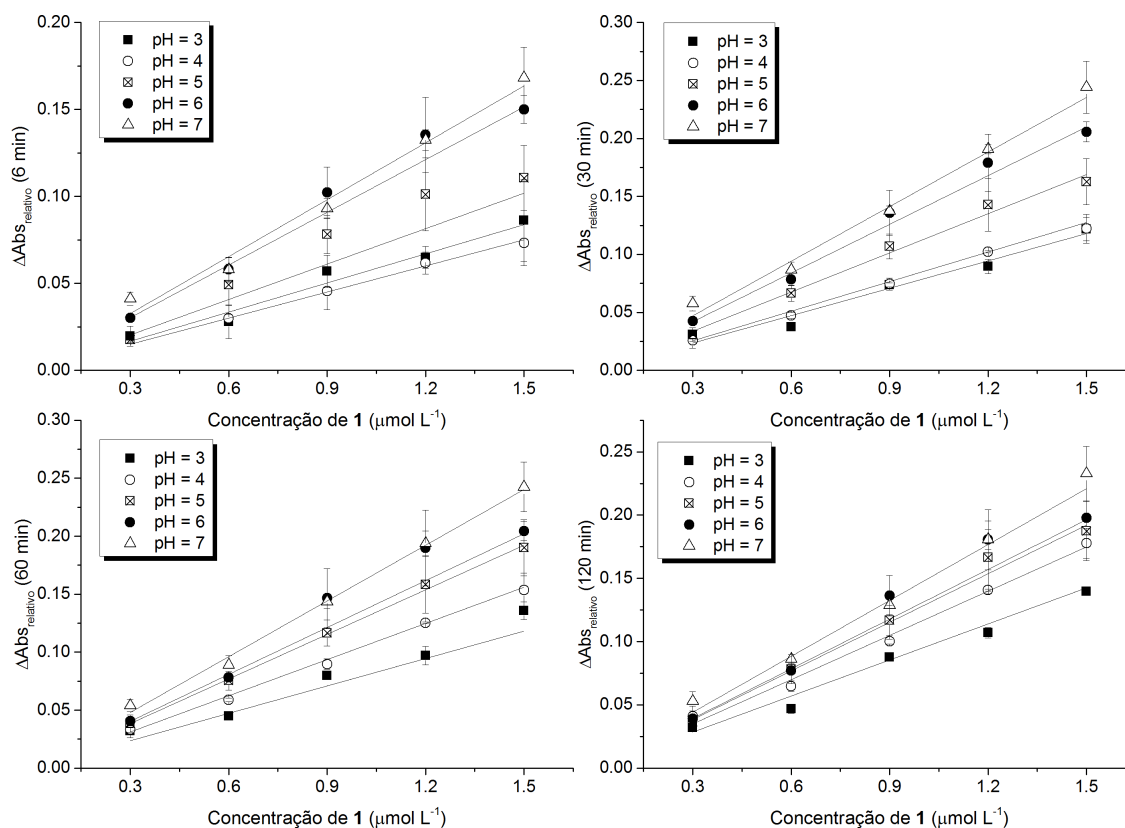 0.20
0.15
0.10
0.05
0.00
ΔAbs_relativo (6 min)
pH = 3
pH = 4
pH = 5
pH = 6
pH = 7
0.3 0.6 0.9 1.2 1.5
Concentração de 1 (μmol L⁻¹)
0.30
0.25
0.20
0.15
0.10
0.05
0.00
ΔAbs_relativo (30 min)
pH = 3
pH = 4
pH = 5
pH = 6
pH = 7
0.3 0.6 0.9 1.2 1.5
Concentração de 1 (μmol L⁻¹)
0.30
0.25
0.20
0.15
0.10
0.05
0.00
ΔAbs_relativo (60 min)
pH = 3
pH = 4
pH = 5
pH = 6
pH = 7
0.3 0.6 0.9 1.2 1.5
Concentração de 1 (μmol L⁻¹)
0.25
0.20
0.15
0.10
0.05
0.00
ΔAbs_relativo (120 min)
pH = 3
pH = 4
pH = 5
pH = 6
pH = 7
0.3 0.6 0.9 1.2 1.5
Concentração de 1 (μmol L⁻¹)